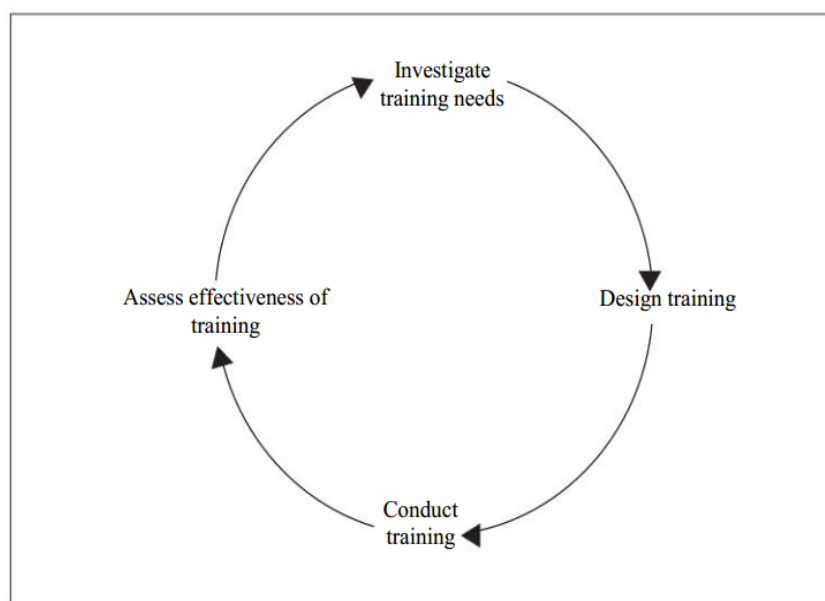 Investigate
training needs
Design training
Conduct
training
Assess effectiveness of
training